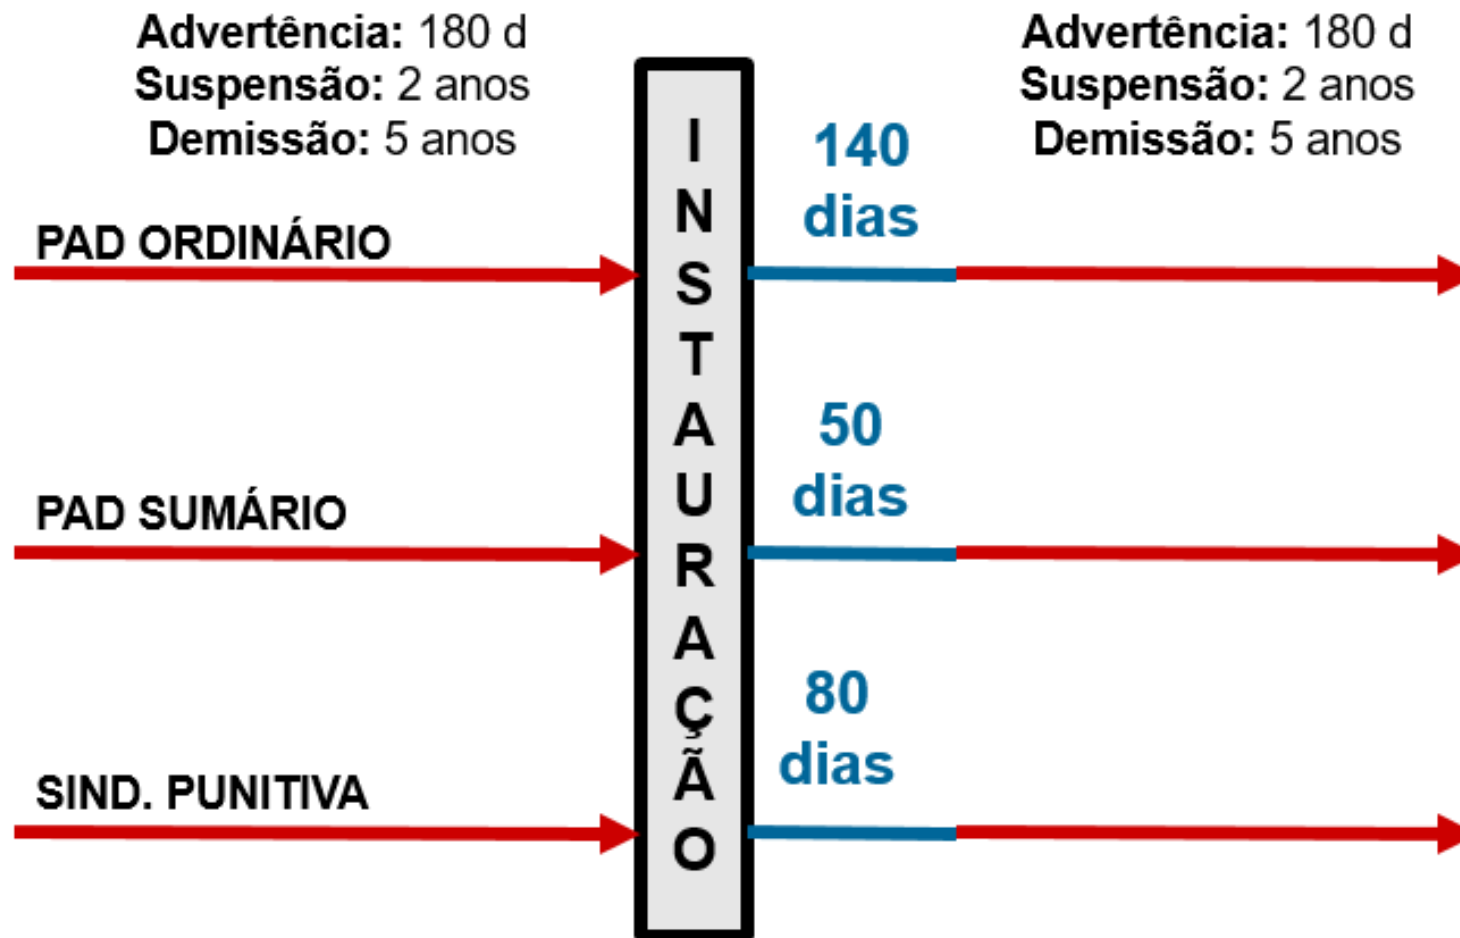 Advertência: 180 d
Suspensão: 2 anos
Demissão: 5 anos
Advertência: 180 d
Suspensão: 2 anos
Demissão: 5 anos
INSTAURAÇÃO
PAD ORDINÁRIO
140
dias
PAD SUMÁRIO
50
dias
SIND. PUNITIVA
80
dias